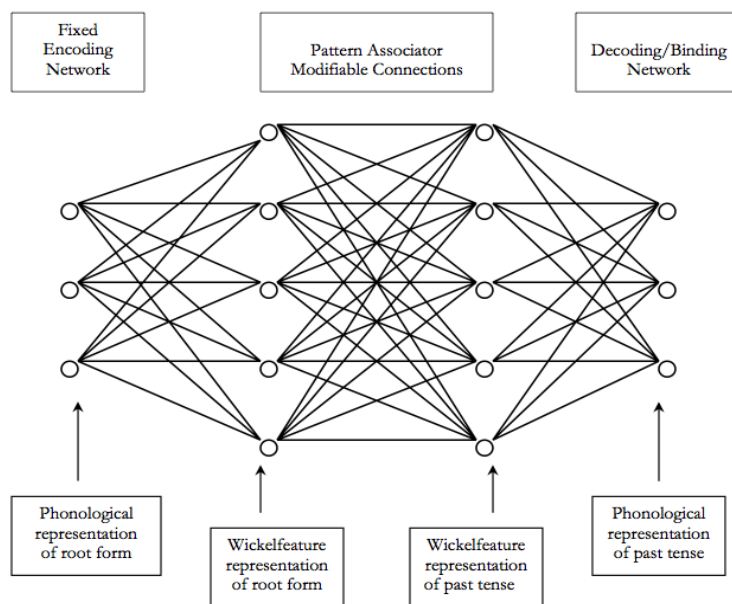 Fixed
Encoding
Network
Pattern Associator
Modifiable Connections
Decoding/Binding
Network
Phonological
representation
of root form
Wickelfeature
representation
of root form
Wickelfeature
representation
of past tense
Phonological
representation
of past tense